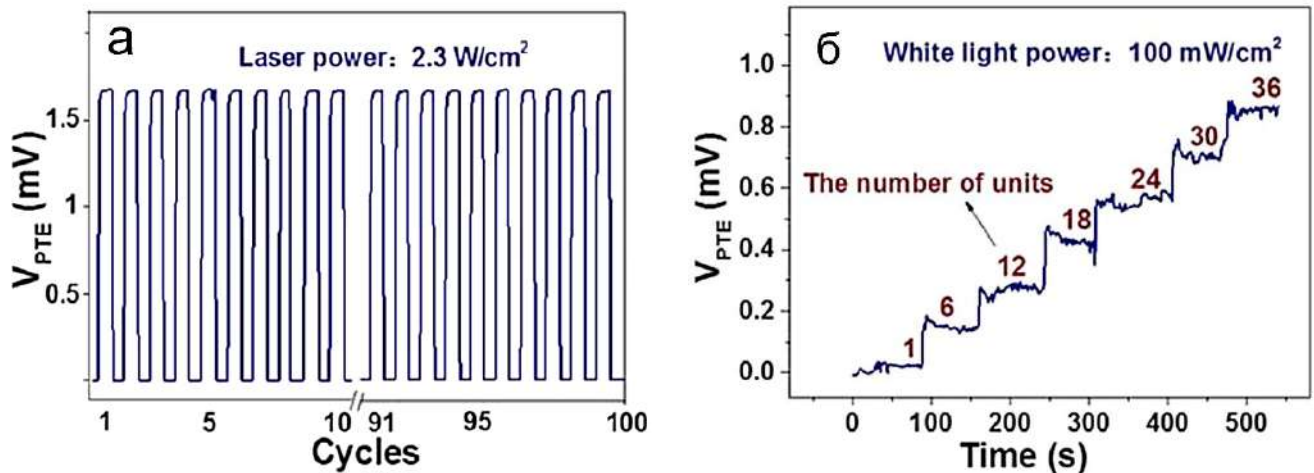 а
Laser power: 2.3 W/cm²
V_PTE (mV)
1.5
1
0.5
1 5 10 91 95 100
Cycles
б
White light power: 100 mW/cm²
V_PTE (mV)
1.0
0.8
0.6
0.4
0.2
0.0
The number of units
1
6
12
18
24
30
36
0 100 200 300 400 500
Time (s)